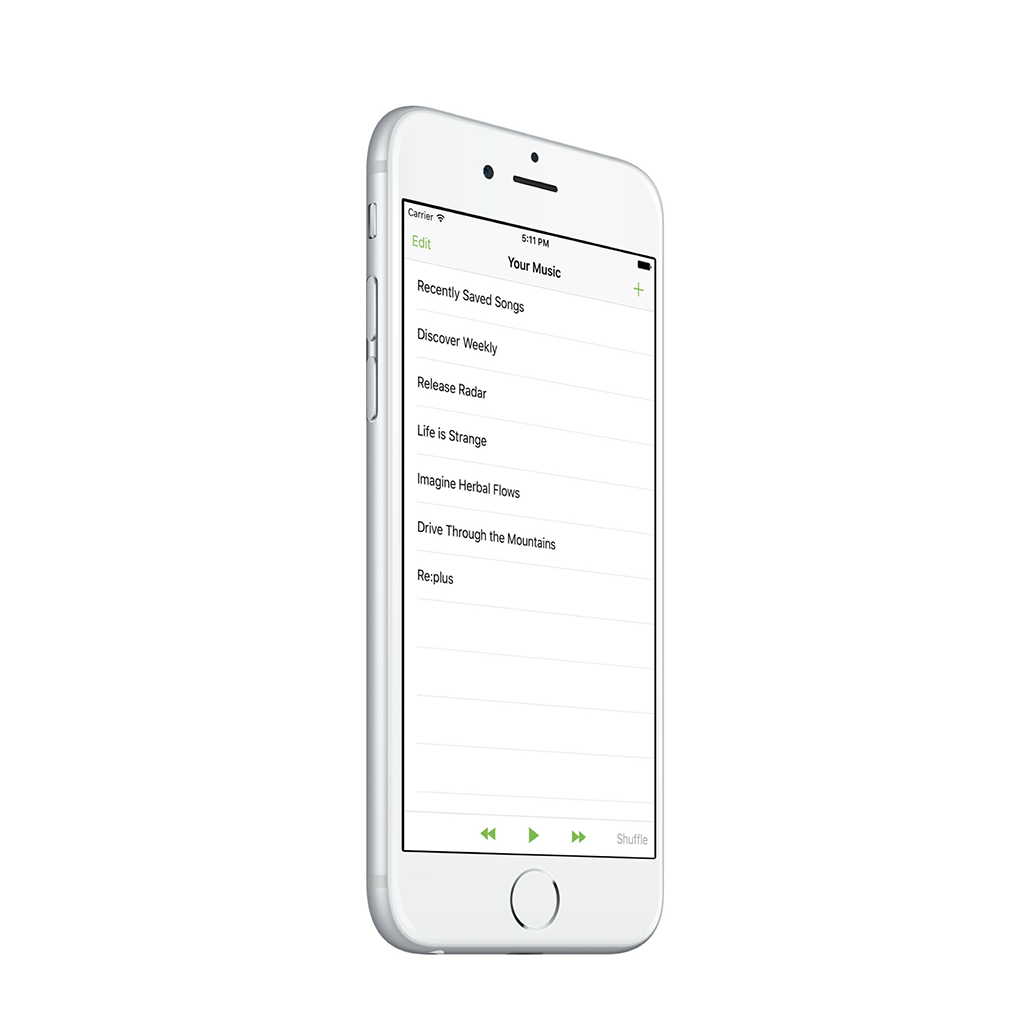 Carrier
5:11 PM
Edit
Your Music
+
Recently Saved Songs
Discover Weekly
Release Radar
Life is Strange
Imagine Herbal Flows
Drive Through the Mountains
Re:plus
Shuffle